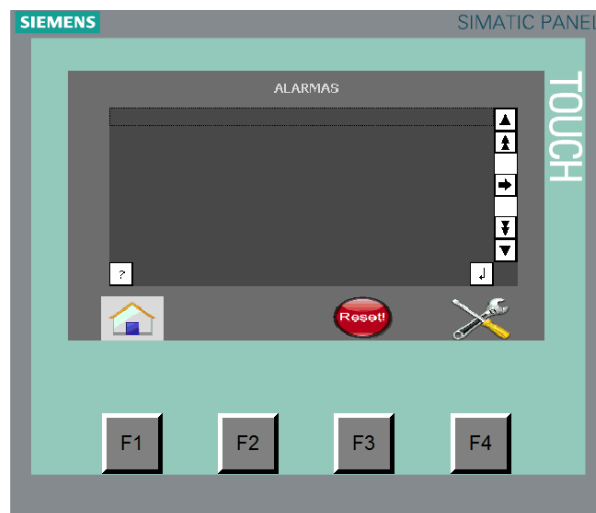 SIEMENS
SIMATIC PANEL
TOUCH
ALARMAS
?
Reset!
F1
F2
F3
F4